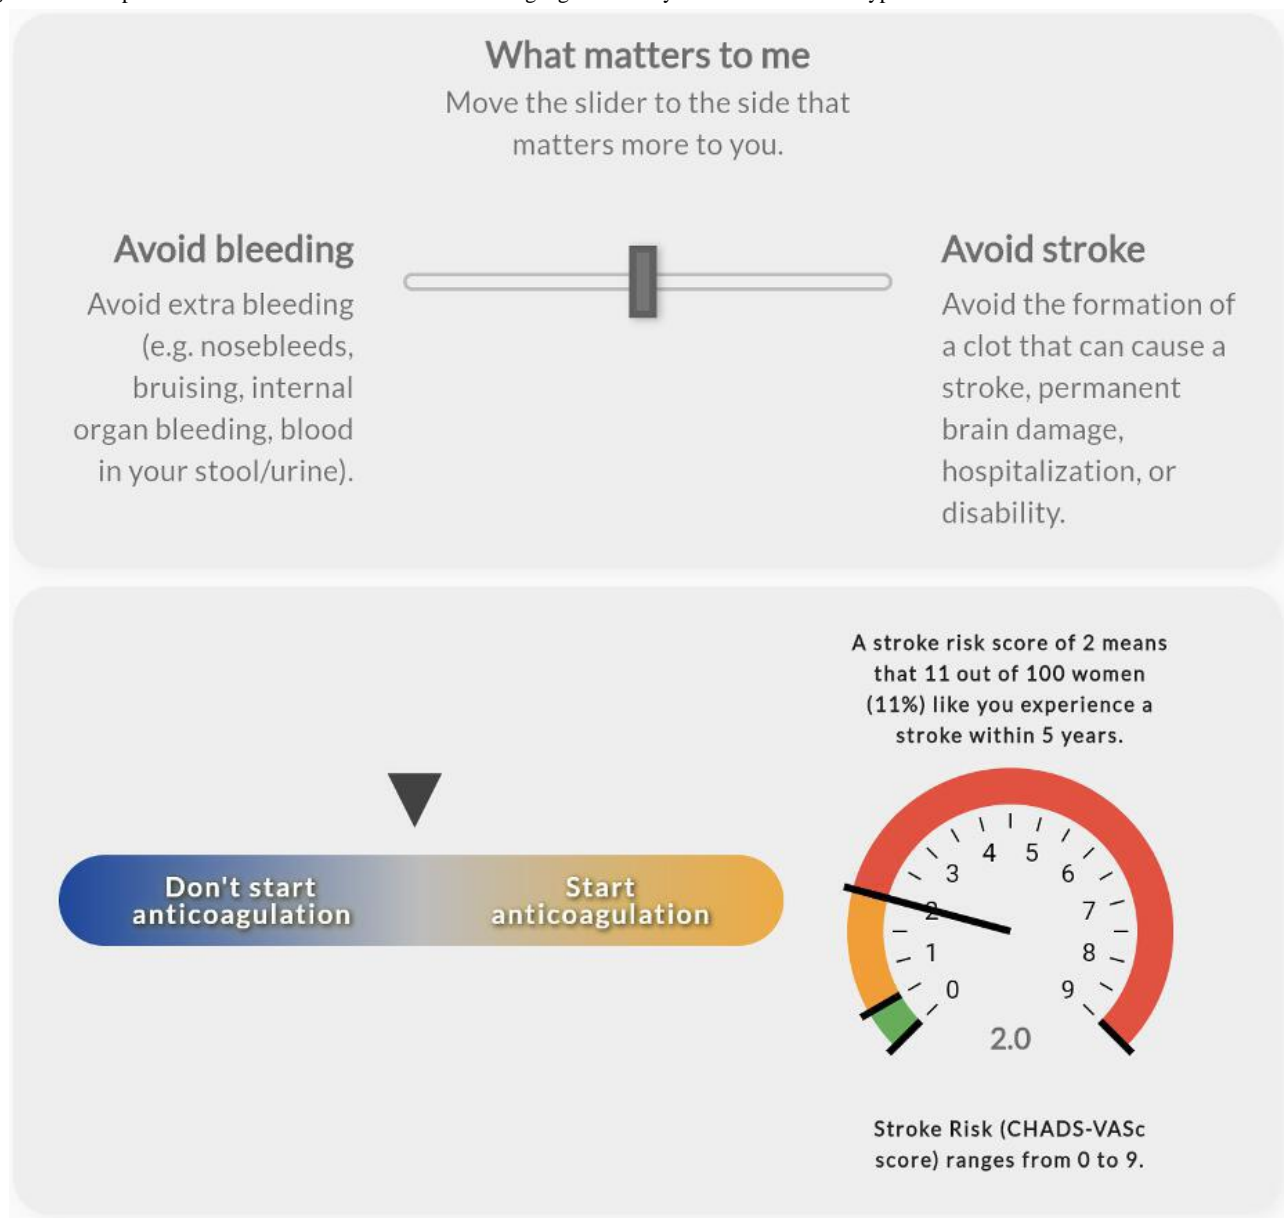 What matters to me
Move the slider to the side that
matters more to you.
Avoid bleeding
Avoid extra bleeding
(e.g. nosebleeds,
bruising, internal
organ bleeding, blood
in your stool/urine).
Avoid stroke
Avoid the formation of
a clot that can cause a
stroke, permanent
brain damage,
hospitalization, or
disability.
Don't start
anticoagulation
Start
anticoagulation
A stroke risk score of 2 means
that 11 out of 100 women
(11%) like you experience a
stroke within 5 years.
0
1
2
3
4
5
6
7
8
9
2.0
Stroke Risk (CHADS-VASc
score) ranges from 0 to 9.